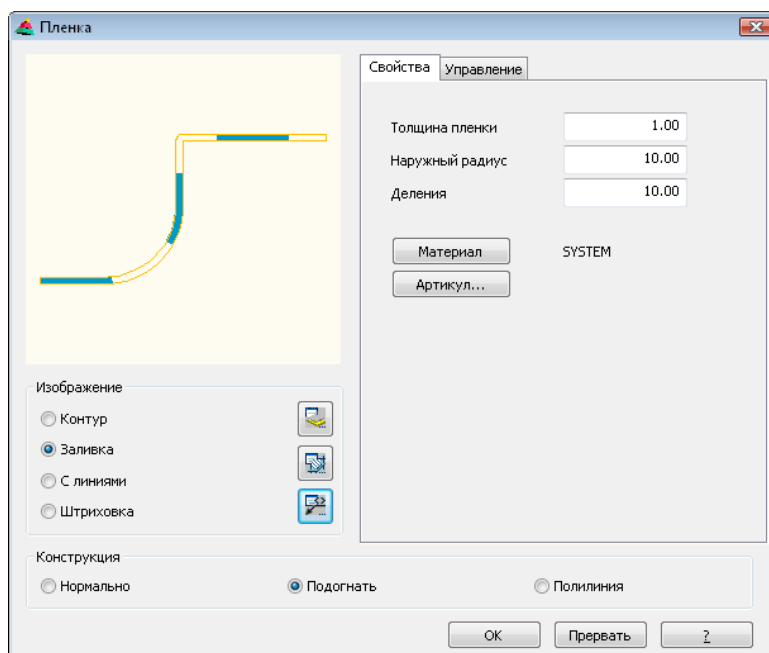 Пленка
Свойства
Управление
Толщина пленки 1.00
Наружный радиус 10.00
Деления 10.00
Материал SYSTEM
Артикул...
Изображение
Контур
Заливка
С линиями
Штриховка
Конструкция
Нормально Подогнать Полилиния
ОК Прервать ?